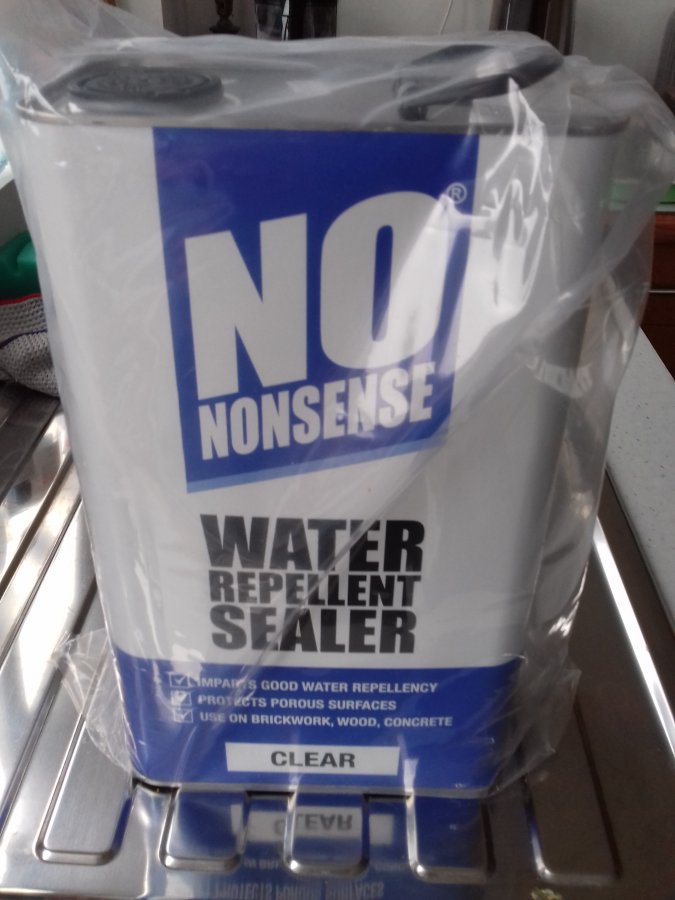 NO®
NONSENSE
WATER
REPELLENT
SEALER
IMPARTS GOOD WATER REPELLENCY
PROTECTS POROUS SURFACES
USE ON BRICKWORK, WOOD, CONCRETE
CLEAR